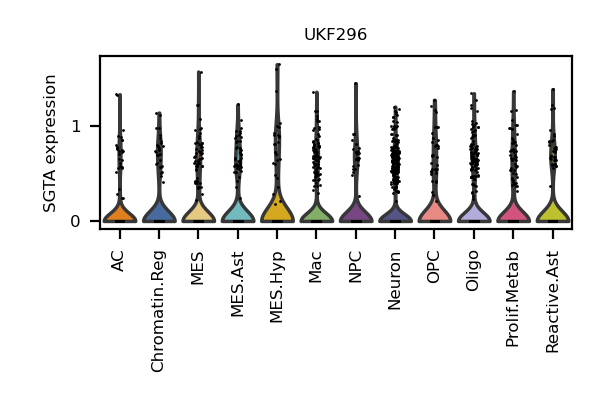 UKF296
SGTA expression
1
0
AC
Chromatin.Reg
MES
MES.Ast
MES.Hyp
Mac
NPC
Neuron
OPC
Oligo
Prolif.Metab
Reactive.Ast